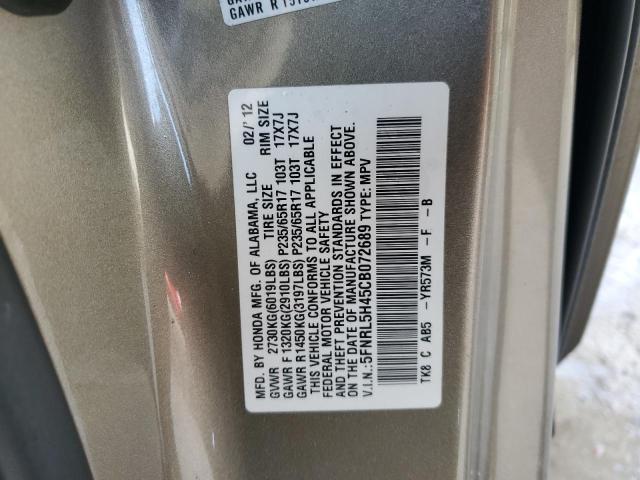 GAWR R
MFD. BY HONDA MFG. OF ALABAMA, LLC 02/'12
TIRE SIZE RIM SIZE
GVWR 2730KG(6019LBS)
GAWR F 1320KG(2910LBS) P235/65R17 103T 17X7J
GAWR R1450KG(3197LBS) P235/65R17 103T 17X7J
THIS VEHICLE CONFORMS TO ALL APPLICABLE
FEDERAL MOTOR VEHICLE SAFETY
AND THEFT PREVENTION STANDARDS IN EFFECT
ON THE DATE OF MANUFACTURE SHOWN ABOVE.
V.I.N.:5FNRL5H45CB072689 TYPE: MPV
TK8 C AB5 -YR573M -F -B